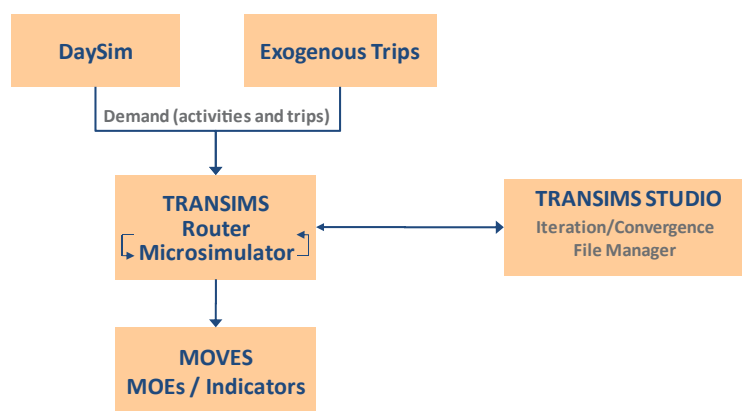 DaySim
Exogenous Trips
Demand (activities and trips)
TRANSIMS
Router
Microsimulator
TRANSIMS STUDIO
Iteration/Convergence
File Manager
MOVES
MOEs / Indicators